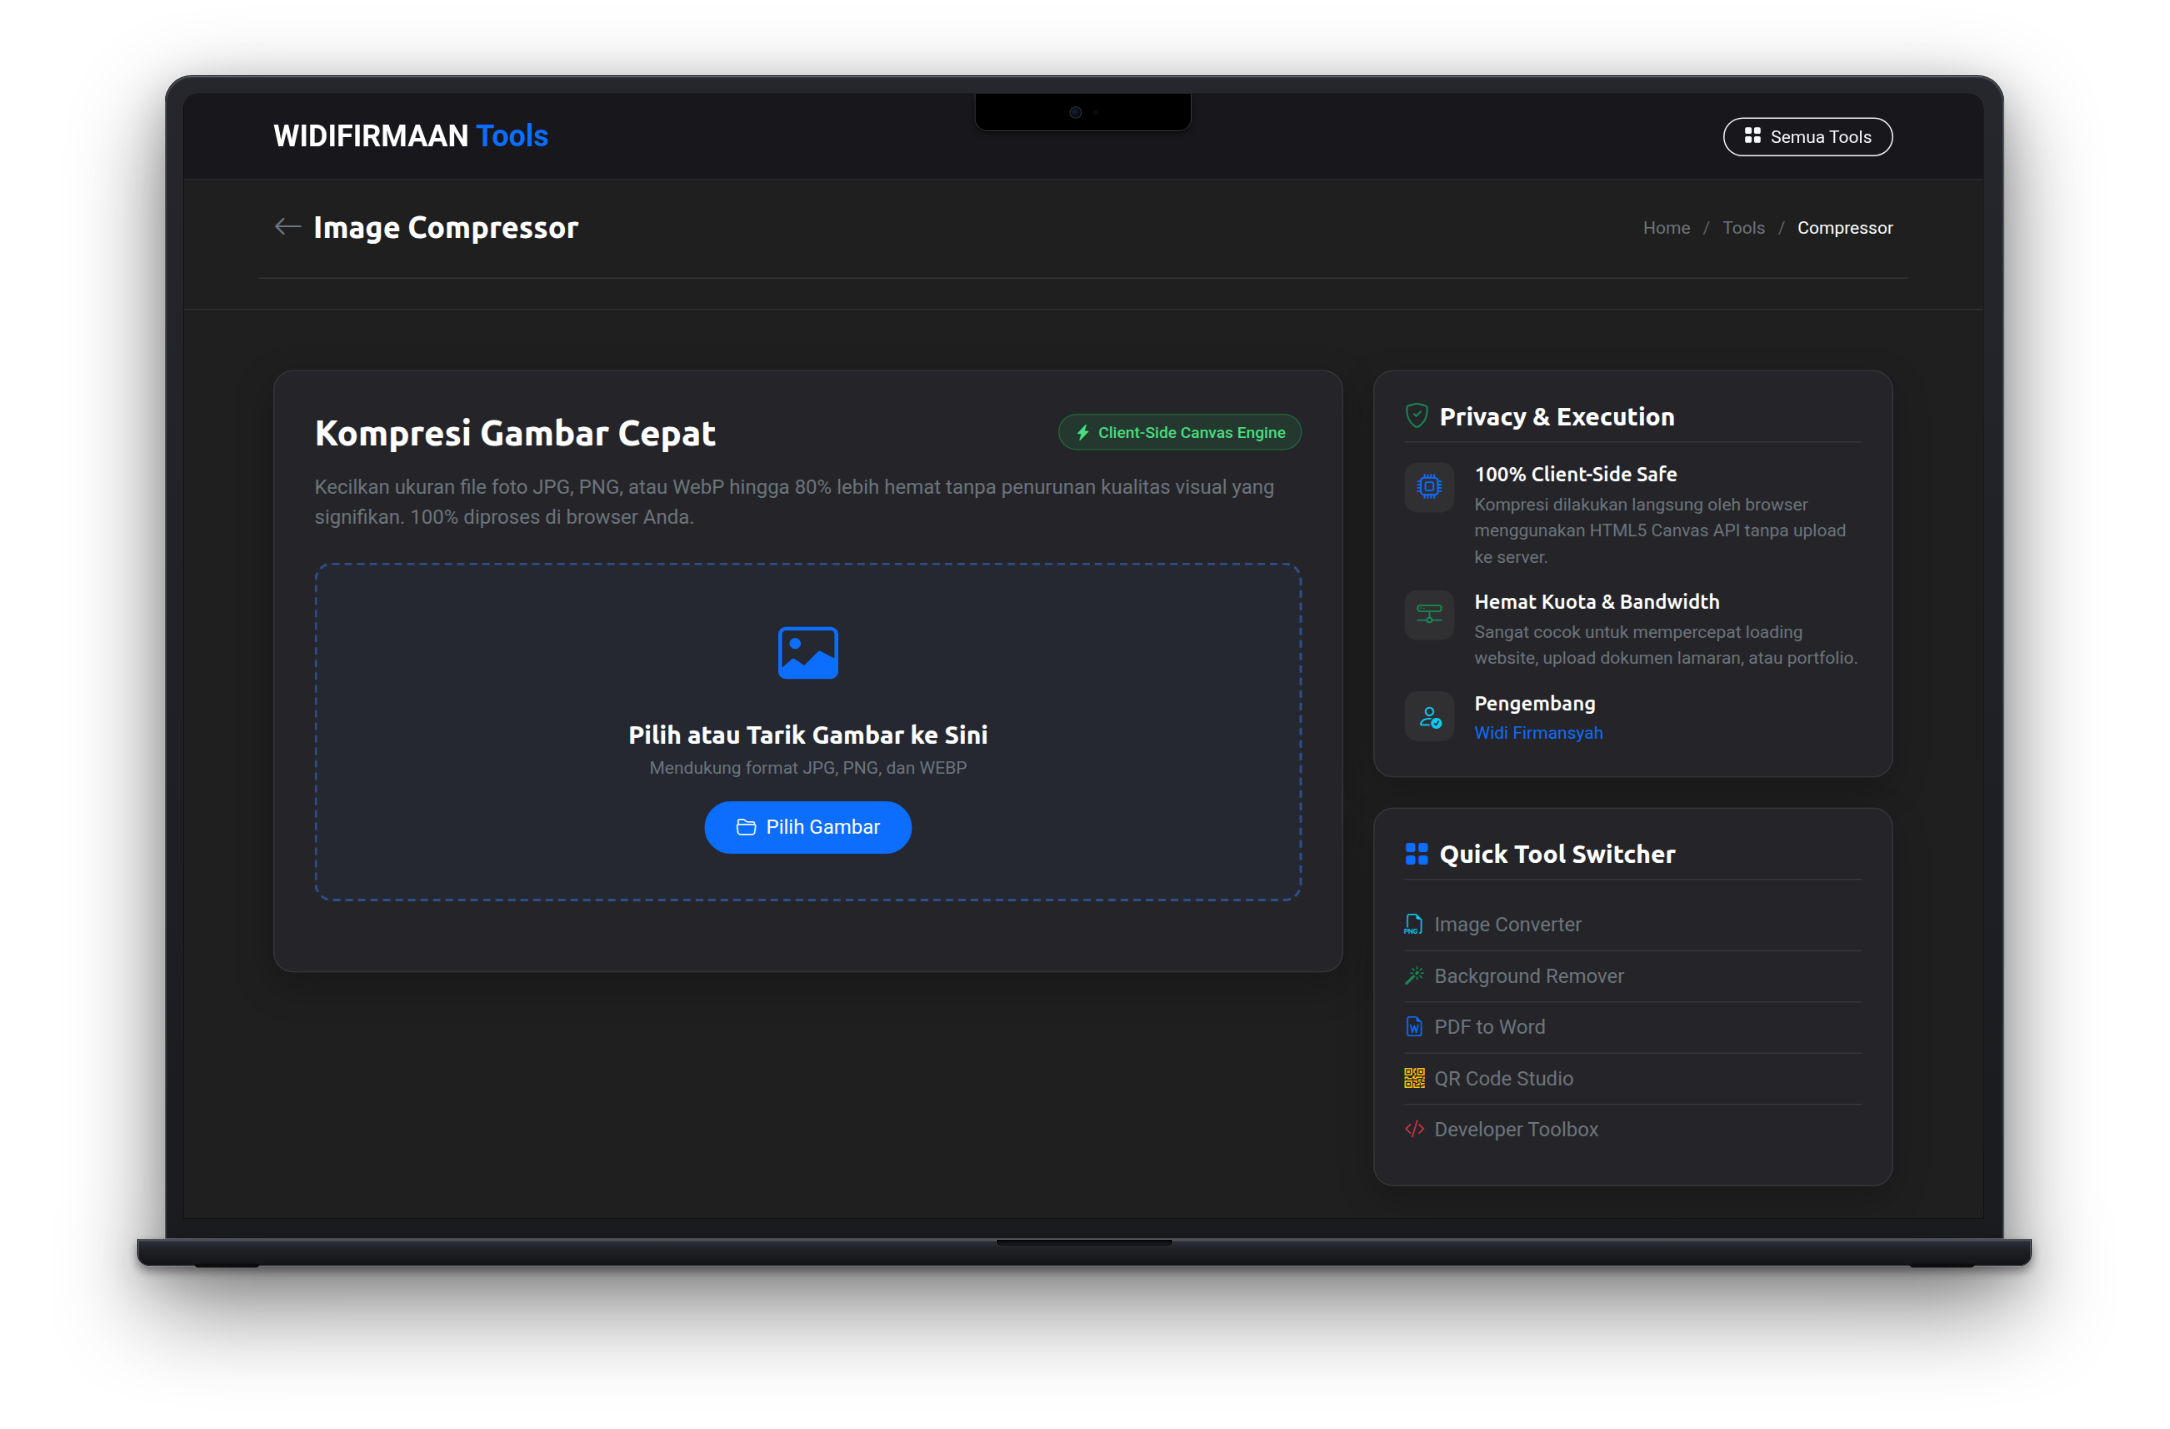 WIDIFIRMAAN Tools
Semua Tools
Image Compressor
Home / Tools / Compressor
Kompresi Gambar Cepat
Client-Side Canvas Engine
Kecilkan ukuran file foto JPG, PNG, atau WebP hingga 80% lebih hemat tanpa penurunan kualitas visual yang
signifikan. 100% diproses di browser Anda.
Pilih atau Tarik Gambar ke Sini
Mendukung format JPG, PNG, dan WEBP
Pilih Gambar
Privacy & Execution
100% Client-Side Safe
Kompresi dilakukan langsung oleh browser
menggunakan HTML5 Canvas API tanpa upload
ke server.
Hemat Kuota & Bandwidth
Sangat cocok untuk mempercepat loading
website, upload dokumen lamaran, atau portfolio.
Pengembang
Widi Firmansyah
Quick Tool Switcher
PNG
Image Converter
Background Remover
W
PDF to Word
QR Code Studio
Developer Toolbox